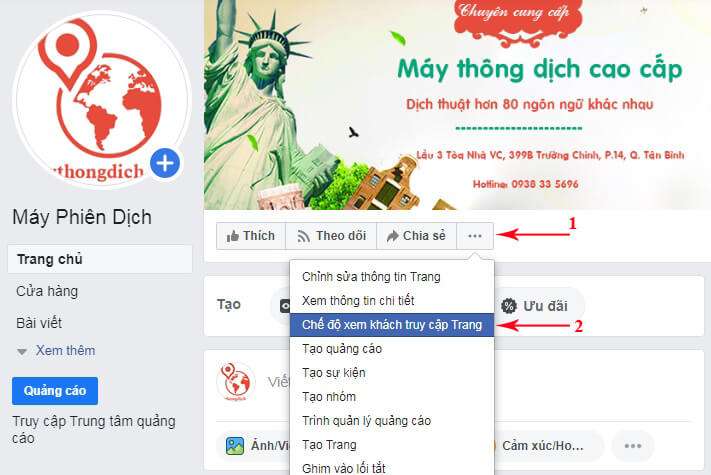 Chuyên cung cấp
Máy thông dịch cao cấp
Dịch thuật hơn 80 ngôn ngữ khác nhau
Lầu 3 Tòa Nhà VC, 399B Trường Chinh, P.14, Q. Tân Bình
Hotline: 0938 33 5696
thongdich
Máy Phiên Dịch
Trang chủ
Cửa hàng
Bài viết
Xem thêm
Quảng cáo
Truy cập Trung tâm quảng
cáo
Thích
Theo dõi
Chia sẻ
...
1
Chỉnh sửa thông tin Trang
Xem thông tin chi tiết
Chế độ xem khách truy cập Trang
2
Tạo quảng cáo
Tạo sự kiện
Tạo nhóm
Trình quản lý quảng cáo
Tạo Trang
Ghim vào lối tắt
Tạo
Ưu đãi
Viết
Ảnh/Vi
Cảm xúc/Ho...
...